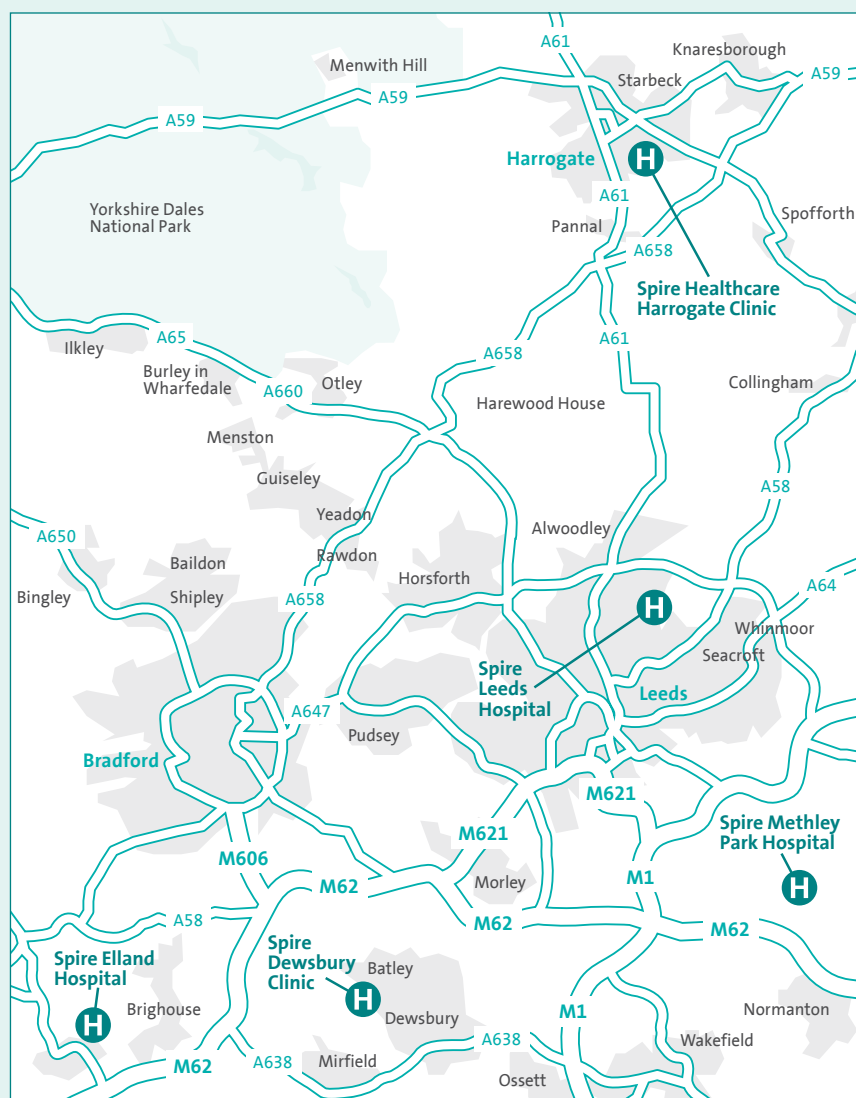 A61
Knaresborough
Menwith Hill
Starbeck
A59
A59
A59
Harrogate
H
A61
Yorkshire Dales
National Park
Spofforth
Pannal
A658
Spire Healthcare
Harrogate Clinic
A65
A61
Ilkley
A658
Burley in
Wharfedale
Otley
A660
Collingham
Harewood House
Menston
Guiseley
A58
Yeadon
Alwoodley
A650
Rawdon
Baildon
Horsforth
A64
Bingley
Shipley
A658
H
Whinmoor
Seacroft
Spire
Leeds
Hospital
Leeds
A647
Pudsey
Bradford
M621
Spire Methley
Park Hospital
M621
M606
M1
Morley
M62
H
A58
M62
M62
Spire Elland
Hospital
Spire
Dewsbury
Clinic
Batley
H
Brighouse
H
Dewsbury
M1
Normanton
A638
Wakefield
M62
A638
Mirfield
Ossett